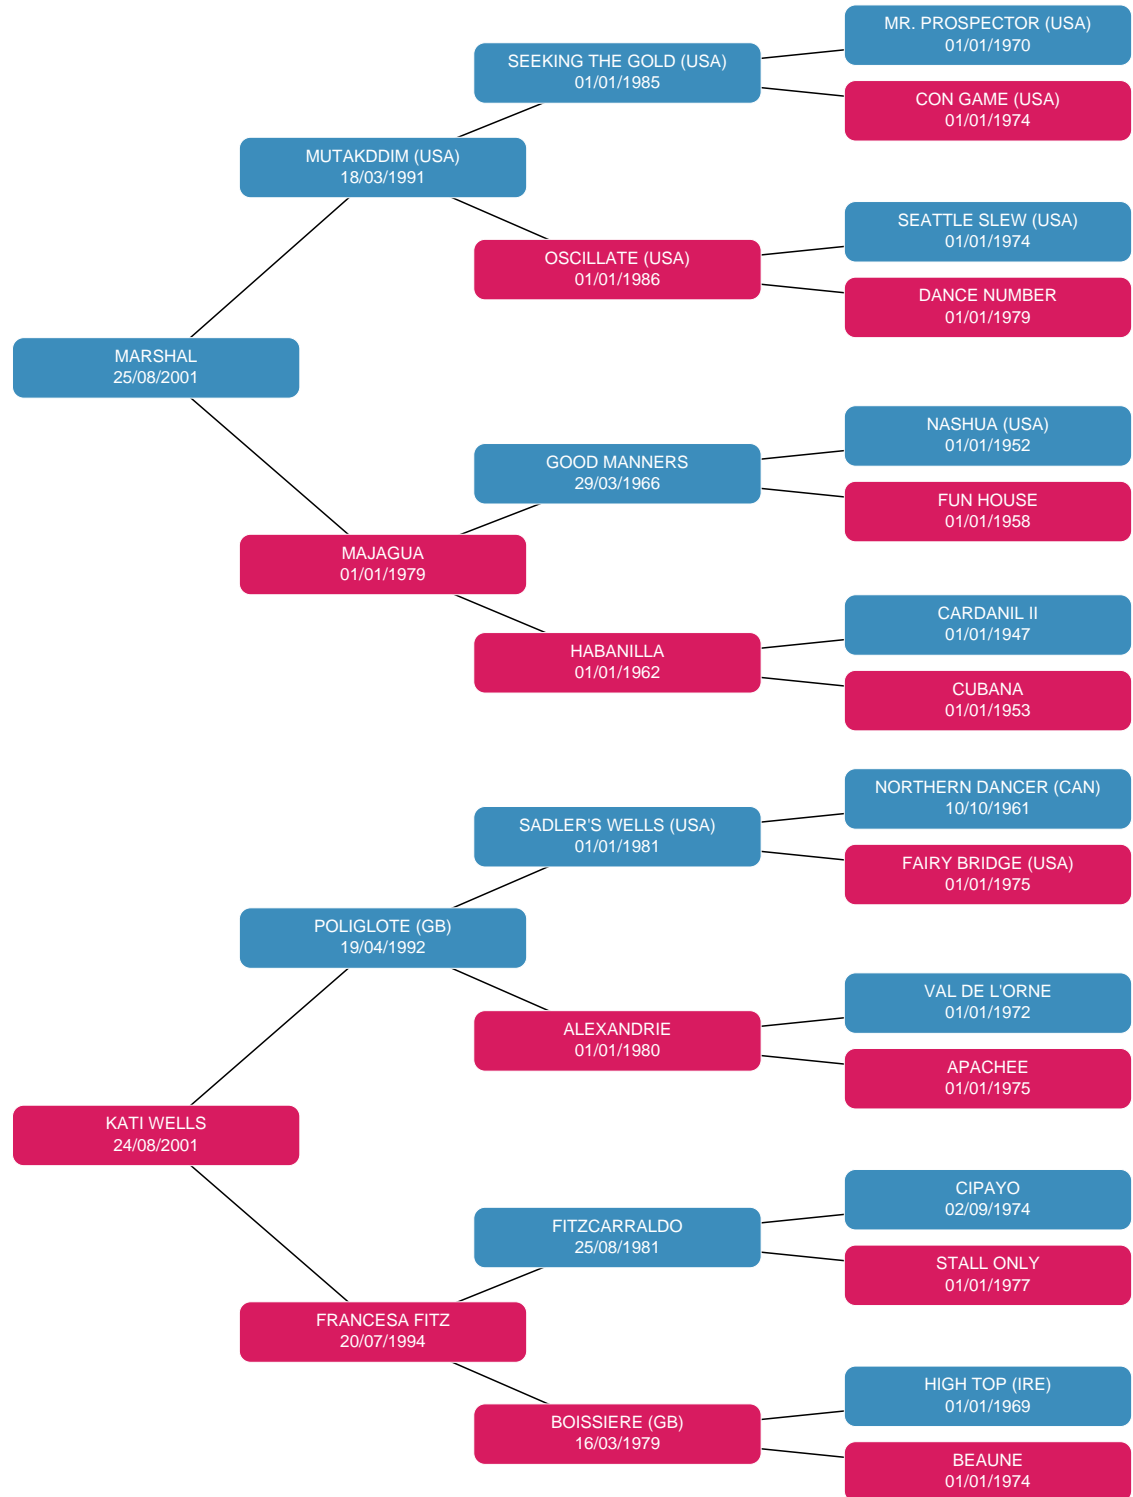 MR. PROSPECTOR (USA)
01/01/1970
SEEKING THE GOLD (USA)
01/01/1985
CON GAME (USA)
01/01/1974
MUTAKDDIM (USA)
18/03/1991
SEATTLE SLEW (USA)
01/01/1974
OSCILLATE (USA)
01/01/1986
DANCE NUMBER
01/01/1979
MARSHAL
25/08/2001
NASHUA (USA)
01/01/1952
GOOD MANNERS
29/03/1966
FUN HOUSE
01/01/1958
MAJAGUA
01/01/1979
CARDANIL II
01/01/1947
HABANILLA
01/01/1962
CUBANA
01/01/1953
NORTHERN DANCER (CAN)
10/10/1961
SADLER'S WELLS (USA)
01/01/1981
FAIRY BRIDGE (USA)
01/01/1975
POLIGLOTE (GB)
19/04/1992
VAL DE L'ORNE
01/01/1972
ALEXANDRIE
01/01/1980
APACHEE
01/01/1975
KATI WELLS
24/08/2001
CIPAYO
02/09/1974
FITZCARRALDO
25/08/1981
STALL ONLY
01/01/1977
FRANCESA FITZ
20/07/1994
HIGH TOP (IRE)
01/01/1969
BOISSIERE (GB)
16/03/1979
BEAUNE
01/01/1974